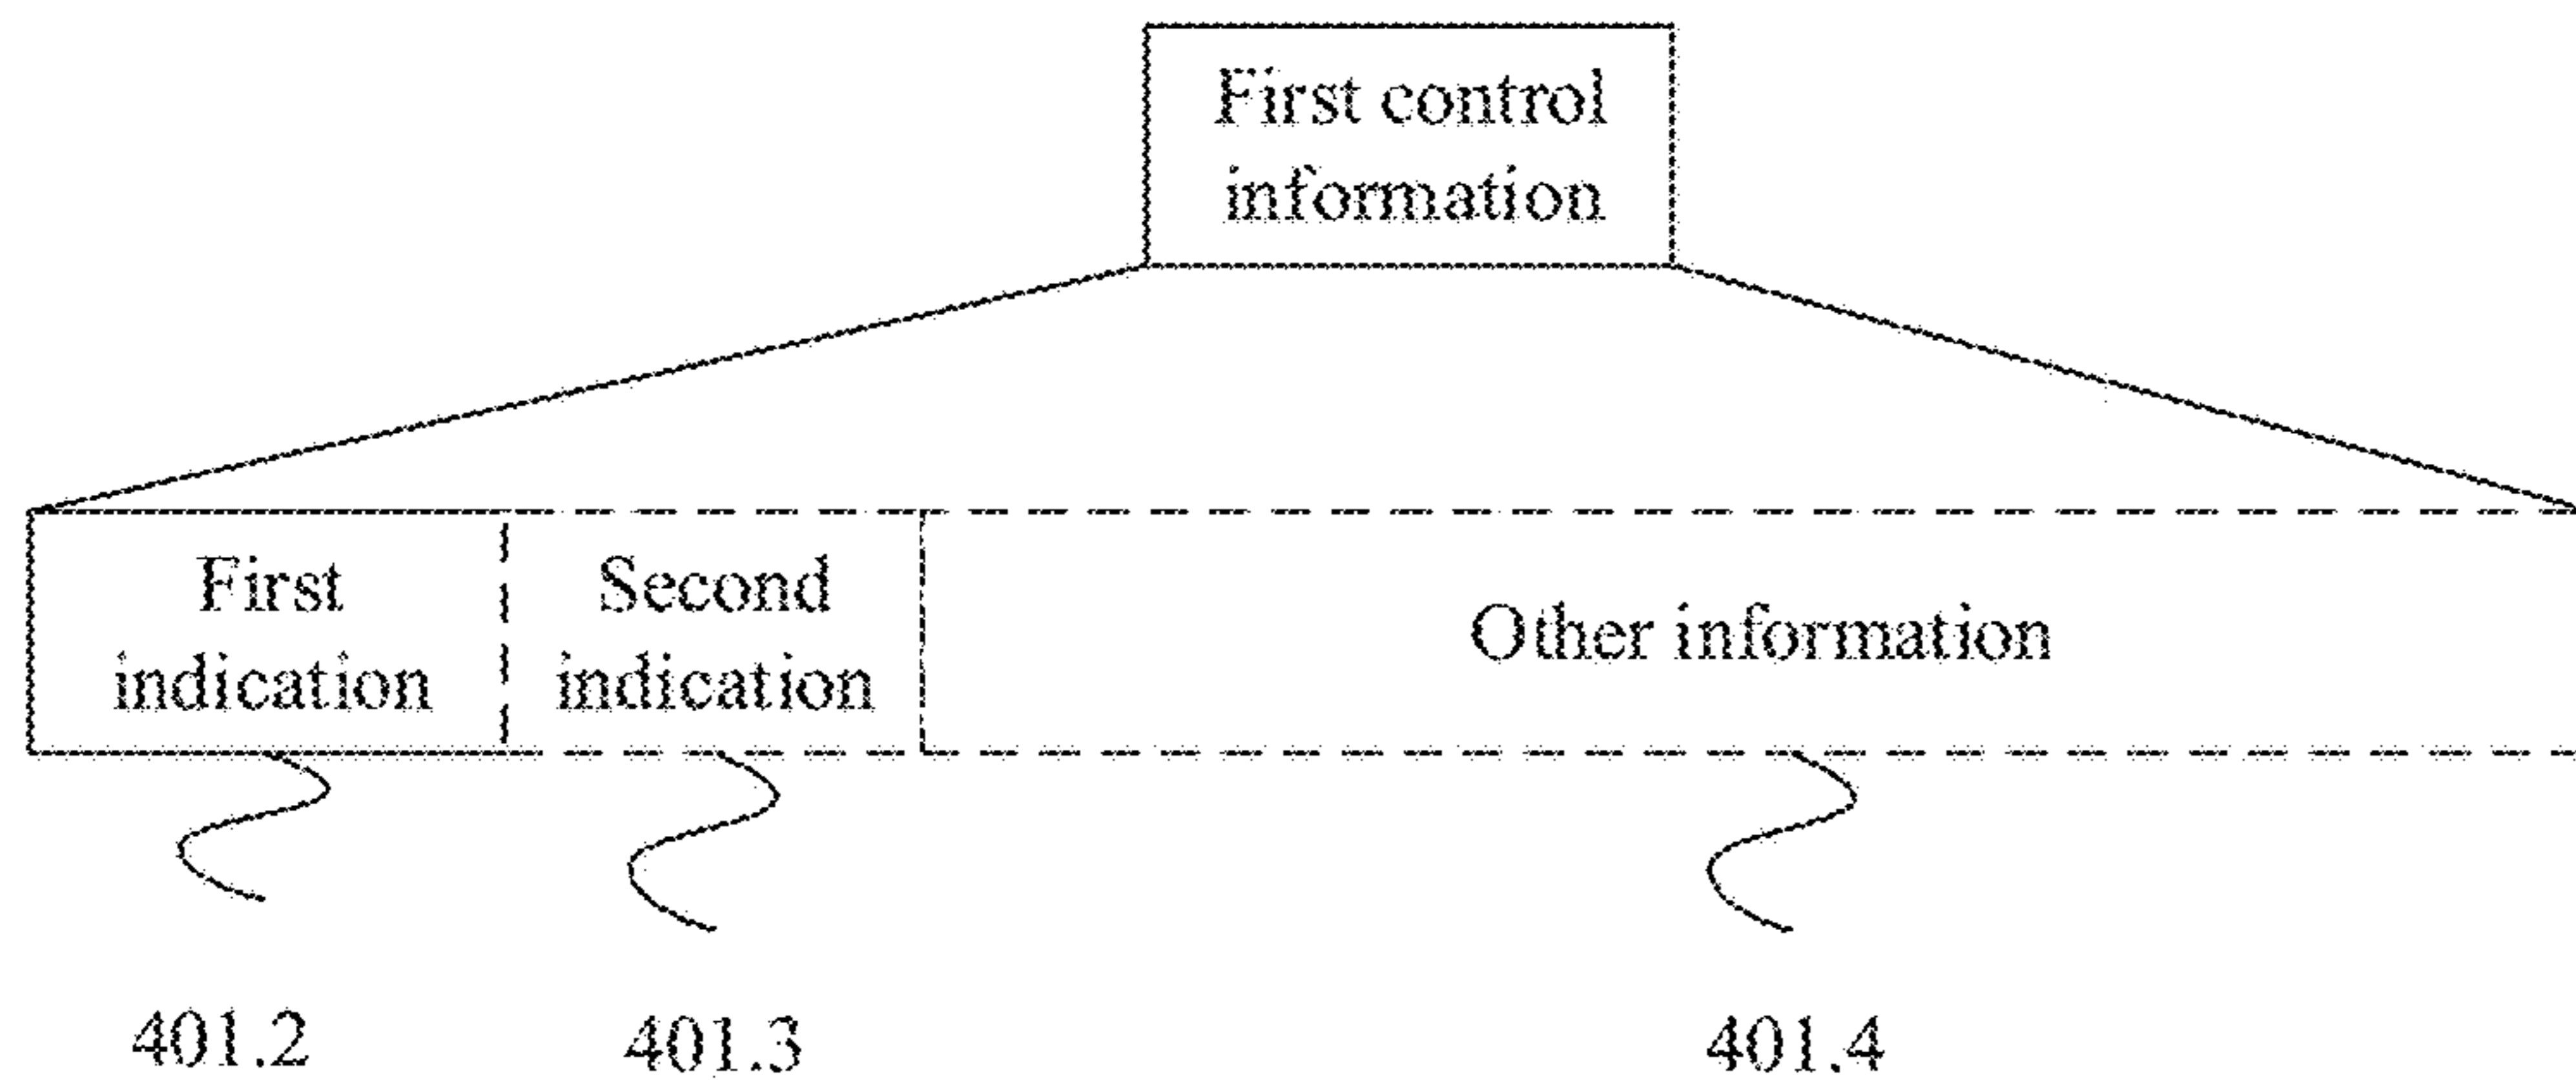 First control
information
First
indication
Second
indication
Other information
401.2
401.3
401.4